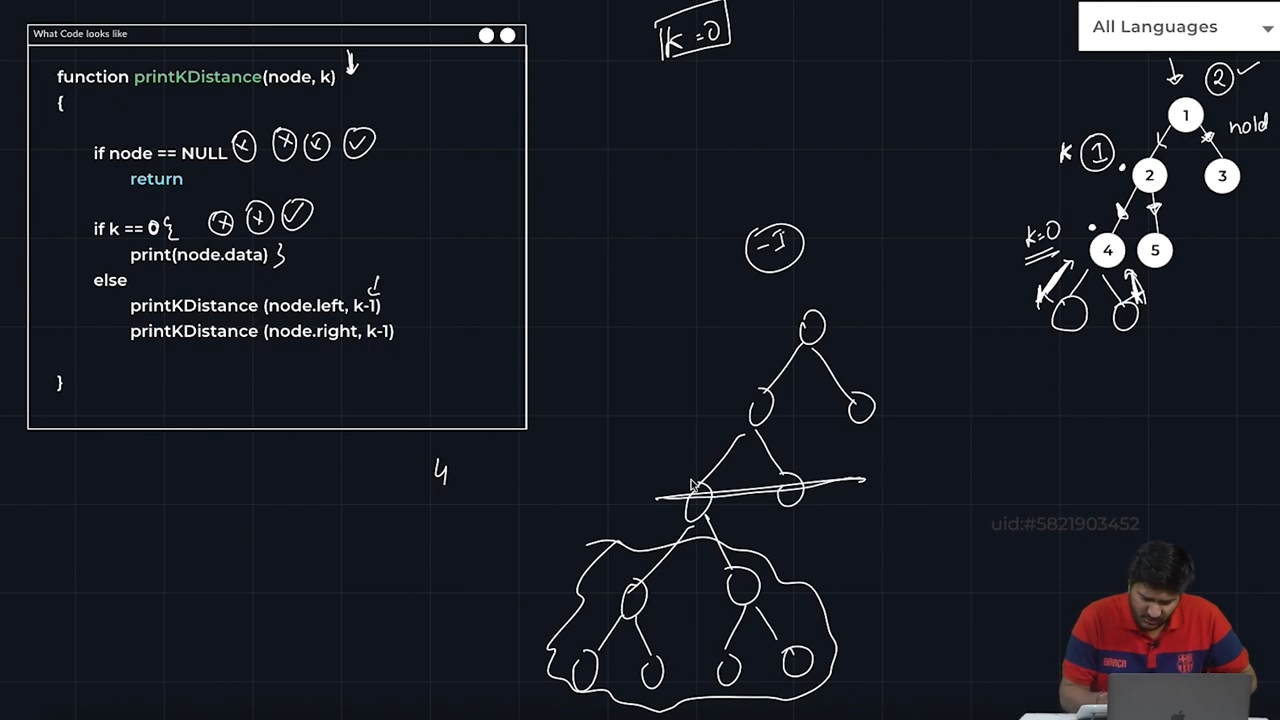 What Code looks like
function printKDistance(node, k)
{
if node == NULL
return
if k == 0 {
print(node.data) }
else
printKDistance (node.left, k-1)
printKDistance (node.right, k-1)
}
4
k = 0
-1
All Languages
2
1
hold
k 1
2
3
k=0
4
5
uid:#5821903452
BARCA